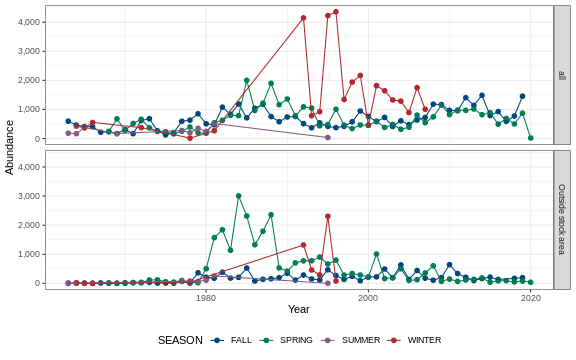 4,000
3,000
2,000
1,000
0
all
Abundance
4,000
3,000
2,000
1,000
0
Outside stock area
1980
2000
2020
Year
SEASON FALL SPRING SUMMER WINTER